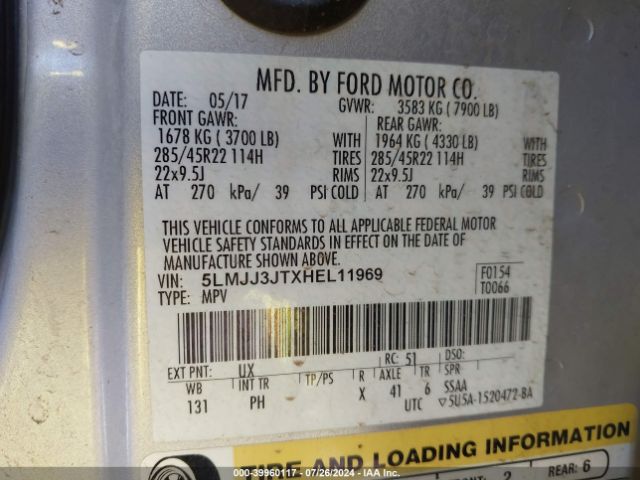 MFD. BY FORD MOTOR CO.
DATE: 05/17 GVWR: 3583 KG ( 7900 LB)
FRONT GAWR: REAR GAWR:
1678 KG ( 3700 LB) WITH 1964 KG ( 4330 LB) WITH
285/45R22 114H TIRES 285/45R22 114H TIRES
22x9.5J RIMS 22x9.5J RIMS
AT 270 kPa/ 39 PSI COLD AT 270 kPa/ 39 PSI COLD
THIS VEHICLE CONFORMS TO ALL APPLICABLE FEDERAL MOTOR
VEHICLE SAFETY STANDARDS IN EFFECT ON THE DATE OF
MANUFACTURE SHOWN ABOVE.
VIN: 5LMJJ3JTXHEL11969 F0154
TYPE: MPV T0066
EXT PNT: UX RC: 51 DSO:
WB INT TR TP/PS R AXLE TR SPR
131 PH X 41 6 SSAA
UTC ▽5U5A-1520472-BA
TIRE AND LOADING INFORMATION
FRONT: 2 REAR: 6
©2024 - 39960117 - 07/26/2024 - IAA Inc.